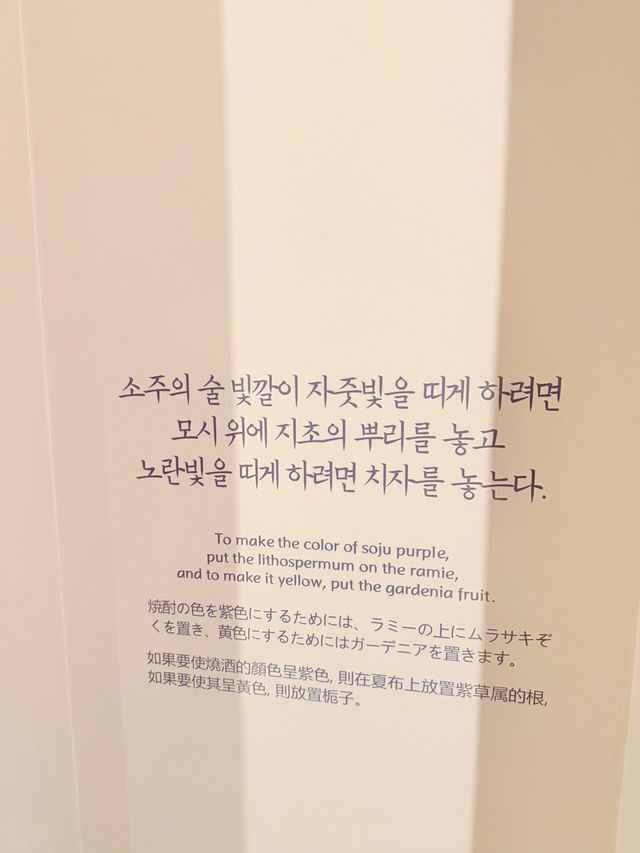 소주의 술 빛깔이 자줏빛을 띠게 하려면
모시 위에 지초의 뿌리를 놓고
노란빛을 띠게 하려면 치자를 놓는다.
To make the color of soju purple,
put the lithospermum on the ramie,
and to make it yellow, put the gardenia fruit.
焼酎の色を紫色にするためには、ラミーの上にムラサキぞ
くを置き、黄色にするためにはガーデニアを置きます。
如果要使燒酒的顏色呈紫色, 則在夏布上放置紫草属的根,
如果要使其呈黃色, 則放置栀子。